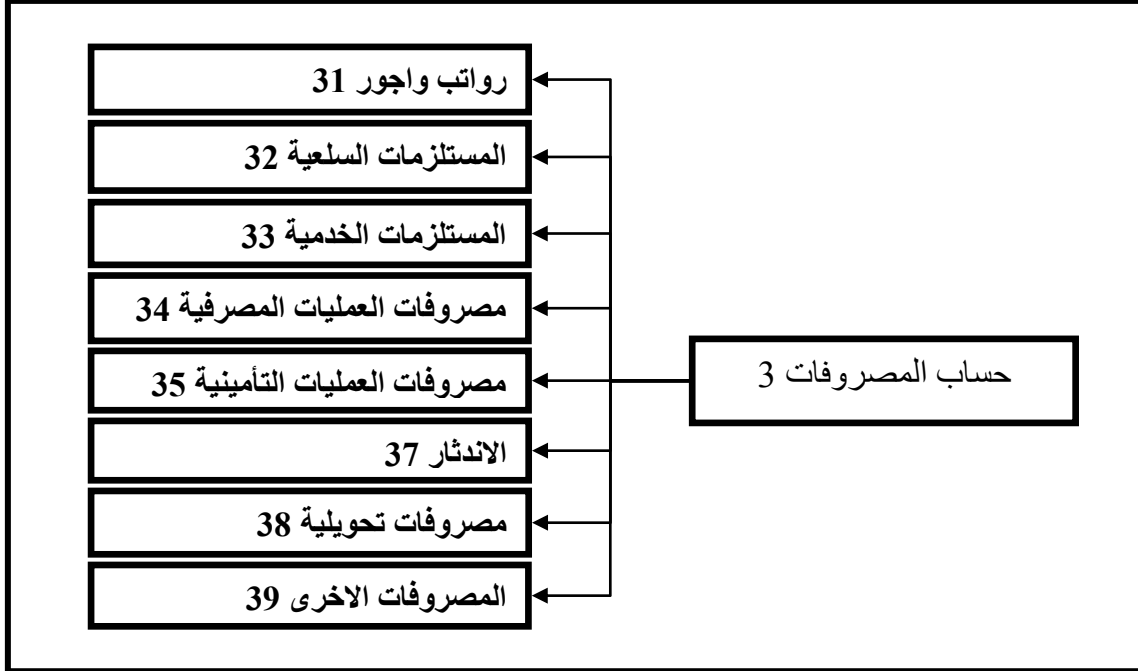 حساب المصروفات 3
رواتب واجور 31
المستلزمات السلعية 32
المستلزمات الخدمية 33
مصروفات العمليات المصرفية 34
مصروفات العمليات التأمينية 35
الاندثار 37
مصروفات تحويلية 38
المصروفات الاخرى 39